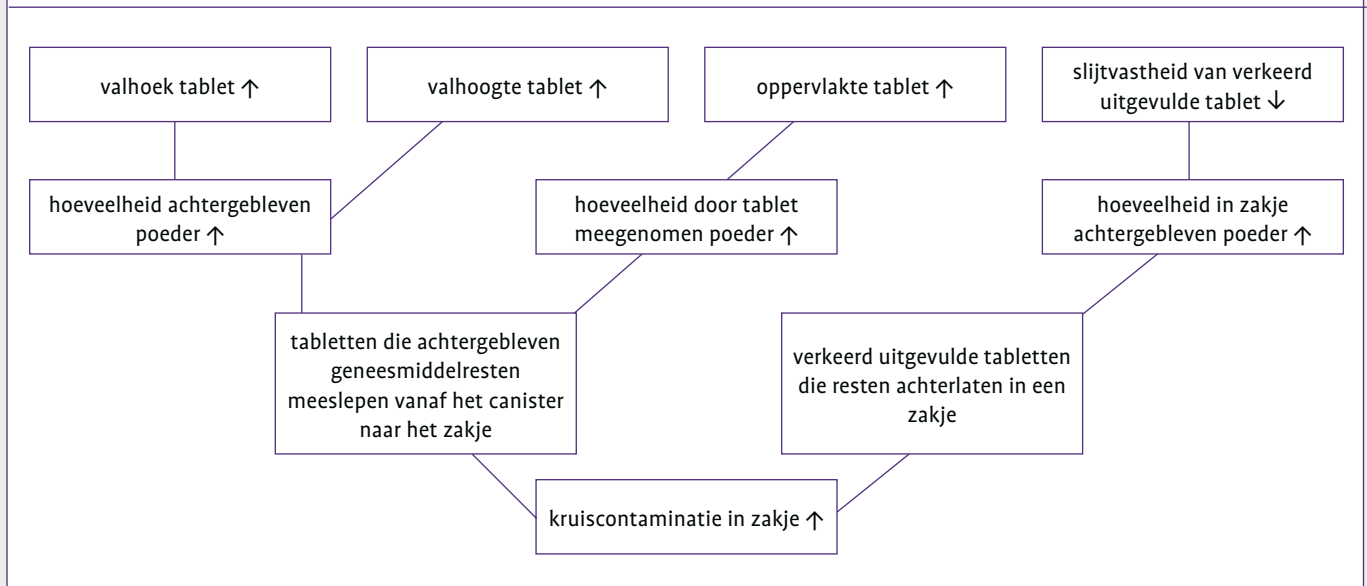 valhoek tablet ↑
valhoogte tablet ↑
oppervlakte tablet ↑
slijtvastheid van verkeerd
uitgevulde tablet ↓
hoeveelheid achtergebleven
poeder ↑
hoeveelheid door tablet
meegenomen poeder ↑
hoeveelheid in zakje
achtergebleven poeder ↑
tabletten die achtergebleven
geneesmiddelresten
meeslepen vanaf het canister
naar het zakje
verkeerd uitgevulde tabletten
die resten achterlaten in een
zakje
kruiscontaminatie in zakje ↑